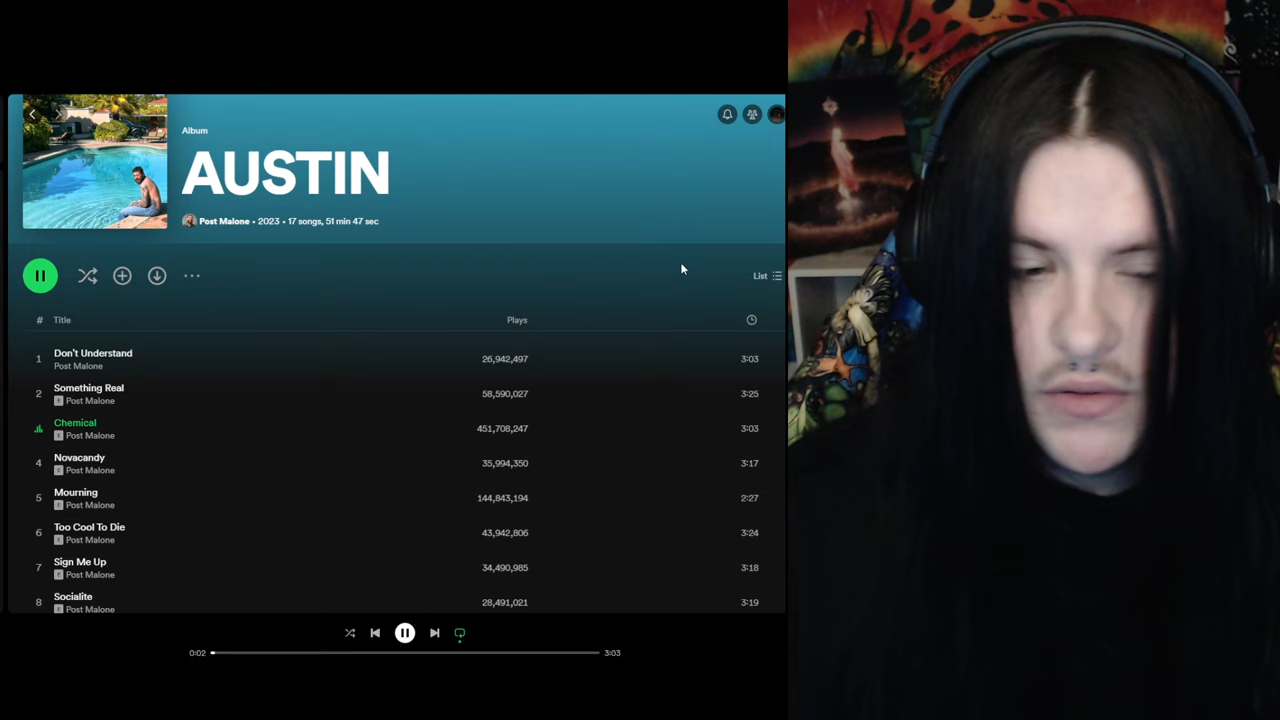 Album
AUSTIN
Post Malone • 2023 • 17 songs, 51 min 47 sec
List
# Title Plays
1 Don't Understand 26,942,497 3:03
Post Malone
2 Something Real 58,590,027 3:25
E Post Malone
Chemical 451,708,247 3:03
E Post Malone
4 Novacandy 35,994,350 3:17
E Post Malone
5 Mourning 144,843,194 2:27
E Post Malone
6 Too Cool To Die 43,942,806 3:24
E Post Malone
7 Sign Me Up 34,490,985 3:18
E Post Malone
8 Socialite 28,491,021 3:19
E Post Malone
0:02 3:03